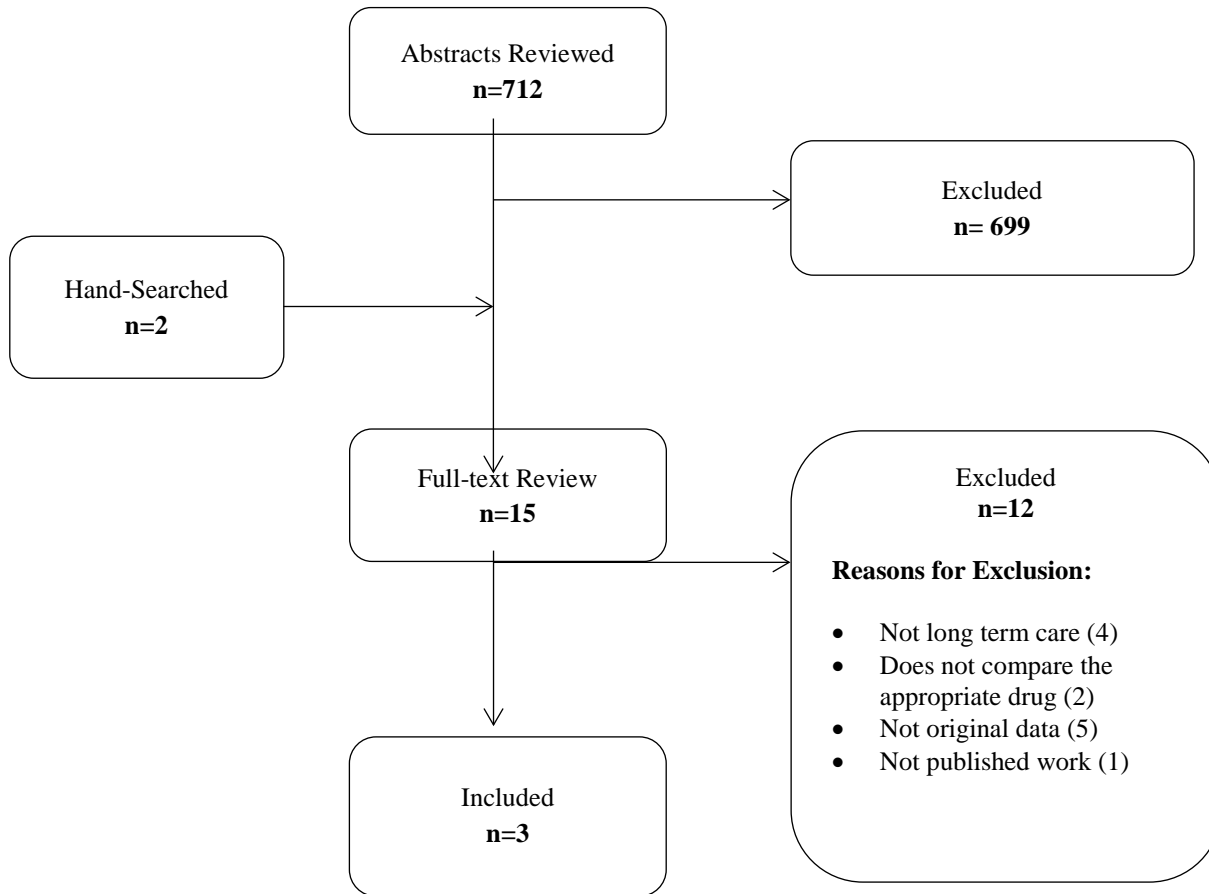 Abstracts Reviewed
n=712
Excluded
n= 699
Hand-Searched
n=2
Full-text Review
n=15
Excluded
n=12
Reasons for Exclusion:
• Not long term care (4)
• Does not compare the
appropriate drug (2)
• Not original data (5)
• Not published work (1)
Included
n=3